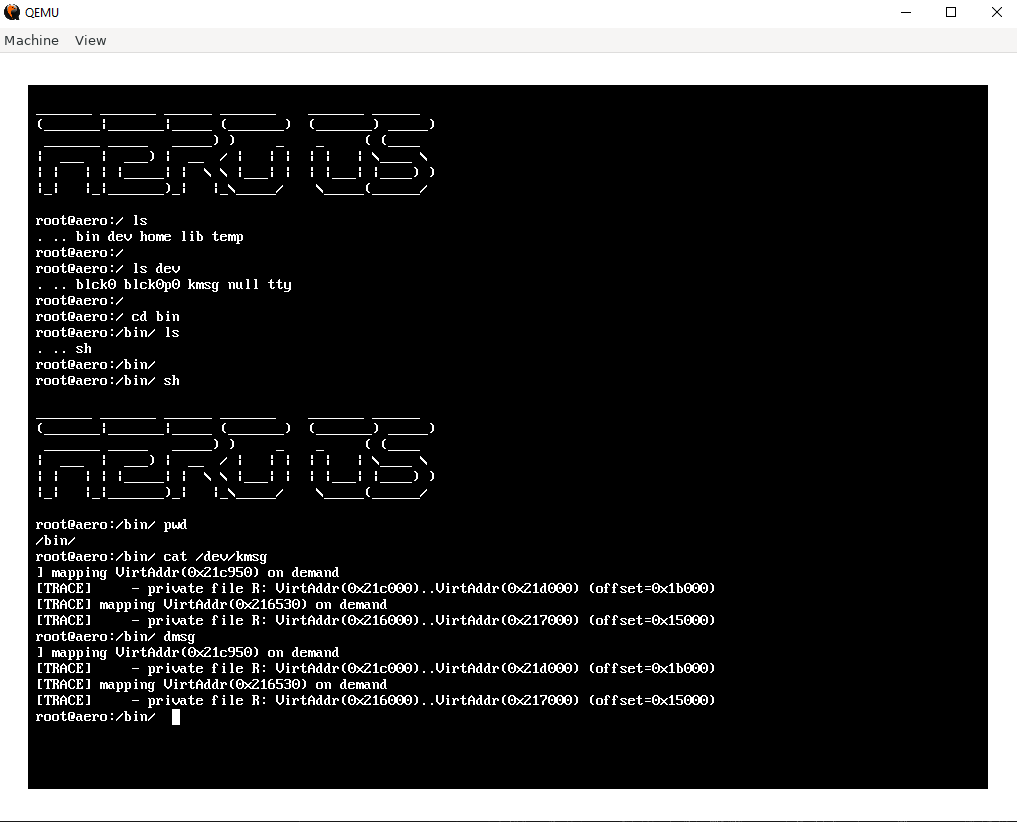 QEMU
Machine View
AERO OS
root@aero:/ ls
. .. bin dev home lib temp
root@aero:/
root@aero:/ ls dev
. .. blck0 blck0p0 kmsg null tty
root@aero:/
root@aero:/ cd bin
root@aero:/bin/ ls
. .. sh
root@aero:/bin/
root@aero:/bin/ sh
AERO OS
root@aero:/bin/ pwd
/bin/
root@aero:/bin/ cat /dev/kmsg
] mapping VirtAddr(0x21c950) on demand
[TRACE]     - private file R: VirtAddr(0x21c000)..VirtAddr(0x21d000) (offset=0x1b000)
[TRACE] mapping VirtAddr(0x216530) on demand
[TRACE]     - private file R: VirtAddr(0x216000)..VirtAddr(0x217000) (offset=0x15000)
root@aero:/bin/ dmsg
] mapping VirtAddr(0x21c950) on demand
[TRACE]     - private file R: VirtAddr(0x21c000)..VirtAddr(0x21d000) (offset=0x1b000)
[TRACE] mapping VirtAddr(0x216530) on demand
[TRACE]     - private file R: VirtAddr(0x216000)..VirtAddr(0x217000) (offset=0x15000)
root@aero:/bin/